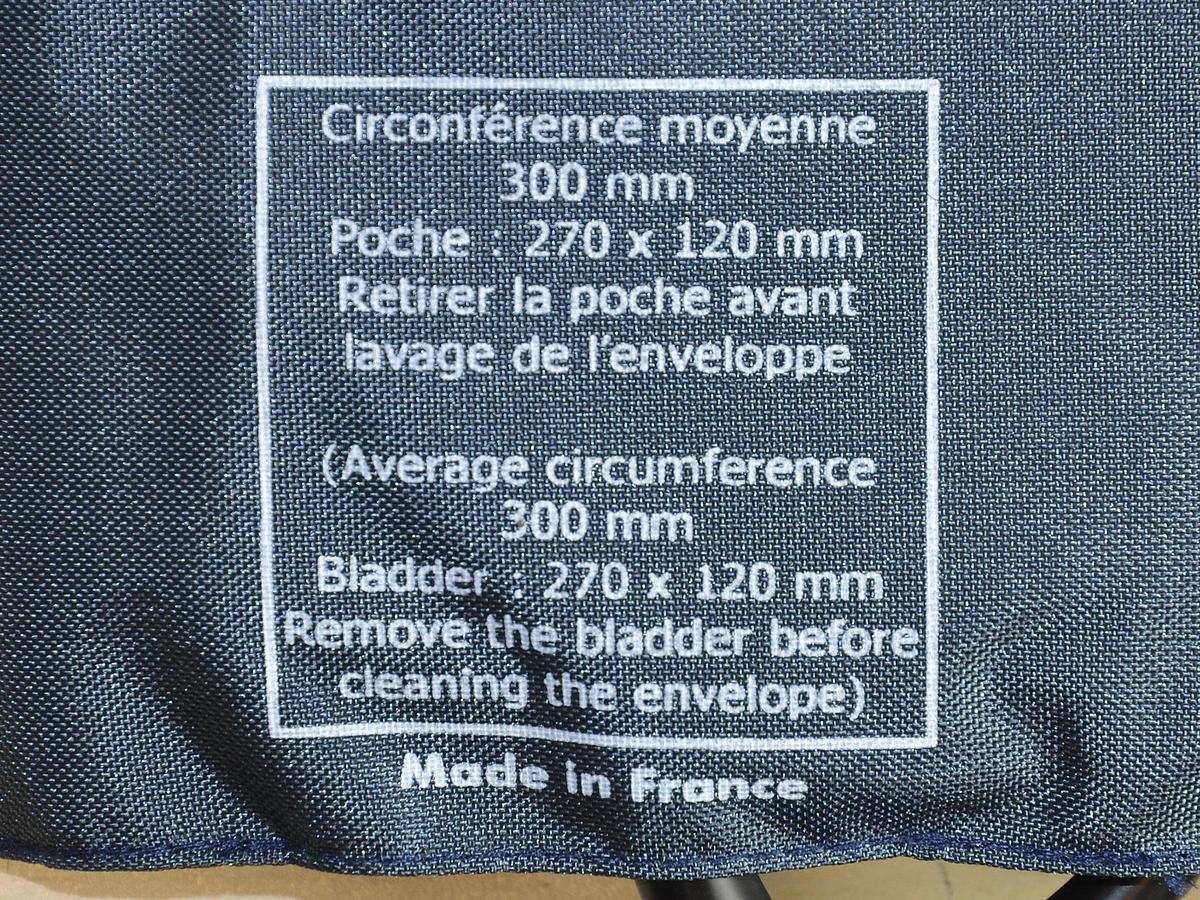 Circonférence moyenne
300 mm
Poche : 270 x 120 mm
Retirer la poche avant
lavage de l'enveloppe
(Average circumference
300 mm
Bladder : 270 x 120 mm
Remove the bladder before
cleaning the envelope)
Made in France